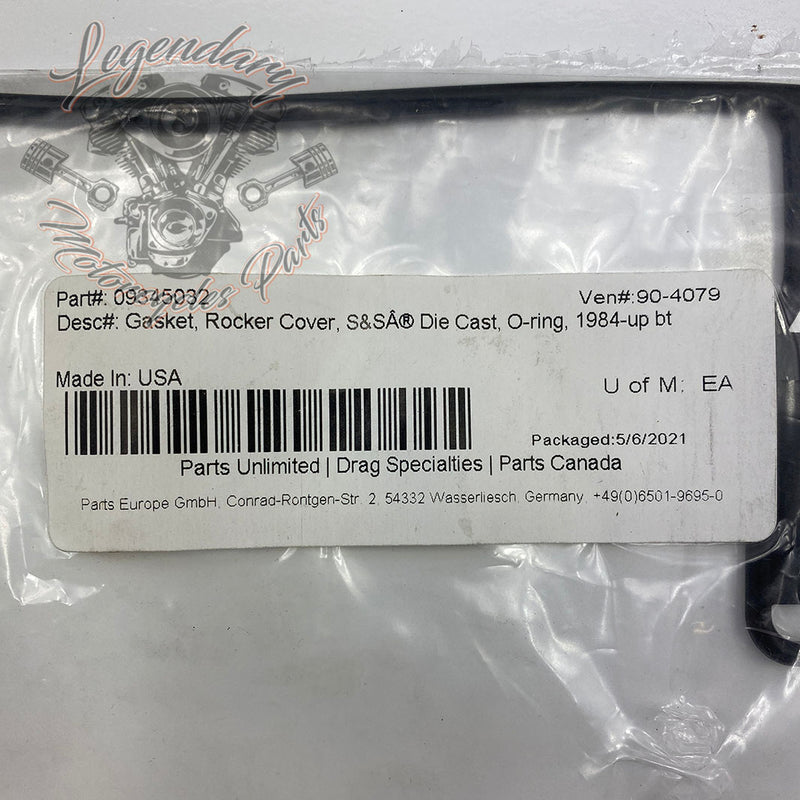 Legendary
Motorcycles Parts
Part#: 09345032
Ven#:90-4079
Desc#: Gasket, Rocker Cover, S&SÂ® Die Cast, O-ring, 1984-up bt
Made In: USA
U of M: EA
Packaged:5/6/2021
Parts Unlimited | Drag Specialties | Parts Canada
Parts Europe GmbH, Conrad-Rontgen-Str. 2, 54332 Wasserliesch, Germany, +49(0)6501-9695-0